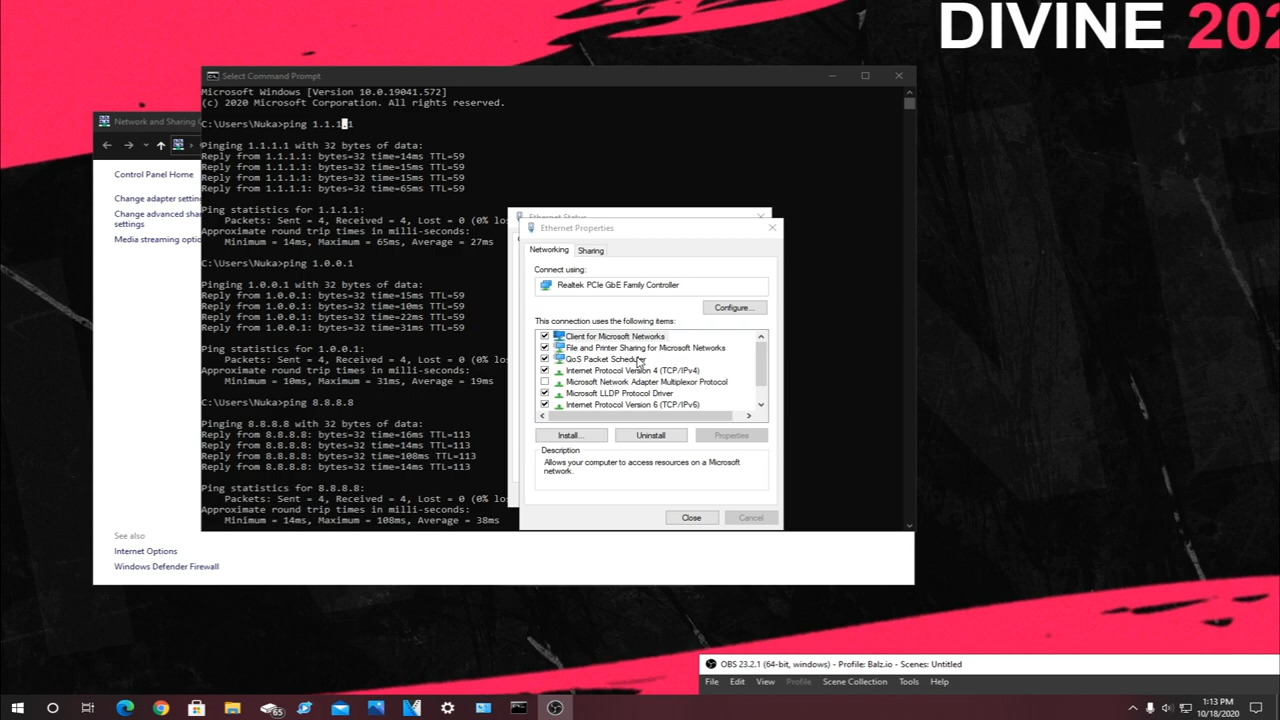 DIVINE 202
Select Command Prompt
Microsoft Windows [Version 10.0.19041.572]
(c) 2020 Microsoft Corporation. All rights reserved.
C:\Users\Nuka>ping 1.1.1.1
Pinging 1.1.1.1 with 32 bytes of data:
Reply from 1.1.1.1: bytes=32 time=14ms TTL=59
Reply from 1.1.1.1: bytes=32 time=15ms TTL=59
Reply from 1.1.1.1: bytes=32 time=15ms TTL=59
Reply from 1.1.1.1: bytes=32 time=65ms TTL=59
Ping statistics for 1.1.1.1:
Packets: Sent = 4, Received = 4, Lost = 0 (0% lo
Approximate round trip times in milli-seconds:
Minimum = 14ms, Maximum = 65ms, Average = 27ms
C:\Users\Nuka>ping 1.0.0.1
Pinging 1.0.0.1 with 32 bytes of data:
Reply from 1.0.0.1: bytes=32 time=15ms TTL=59
Reply from 1.0.0.1: bytes=32 time=10ms TTL=59
Reply from 1.0.0.1: bytes=32 time=22ms TTL=59
Reply from 1.0.0.1: bytes=32 time=31ms TTL=59
Ping statistics for 1.0.0.1:
Packets: Sent = 4, Received = 4, Lost = 0 (0% lo
Approximate round trip times in milli-seconds:
Minimum = 10ms, Maximum = 31ms, Average = 19ms
C:\Users\Nuka>ping 8.8.8.8
Pinging 8.8.8.8 with 32 bytes of data:
Reply from 8.8.8.8: bytes=32 time=16ms TTL=113
Reply from 8.8.8.8: bytes=32 time=14ms TTL=113
Reply from 8.8.8.8: bytes=32 time=108ms TTL=113
Reply from 8.8.8.8: bytes=32 time=14ms TTL=113
Ping statistics for 8.8.8.8:
Packets: Sent = 4, Received = 4, Lost = 0 (0% lo
Approximate round trip times in milli-seconds:
Minimum = 14ms, Maximum = 108ms, Average = 38ms
Network and Sharing C
Control Panel Home
Change adapter settin
Change advanced sha
settings
Media streaming optic
See also
Internet Options
Windows Defender Firewall
Ethernet Status
Ethernet Properties
Networking
Sharing
Connect using:
Realtek PCIe GbE Family Controller
Configure...
This connection uses the following items:
Client for Microsoft Networks
File and Printer Sharing for Microsoft Networks
QoS Packet Scheduler
Internet Protocol Version 4 (TCP/IPv4)
Microsoft Network Adapter Multiplexor Protocol
Microsoft LLDP Protocol Driver
Internet Protocol Version 6 (TCP/IPv6)
Install...
Uninstall
Properties
Description
Allows your computer to access resources on a Microsoft
network.
Close
Cancel
OBS 23.2.1 (64-bit, windows) - Profile: Balz.io - Scenes: Untitled
File Edit View Profile Scene Collection Tools Help
65
1:13 PM
10/18/2020